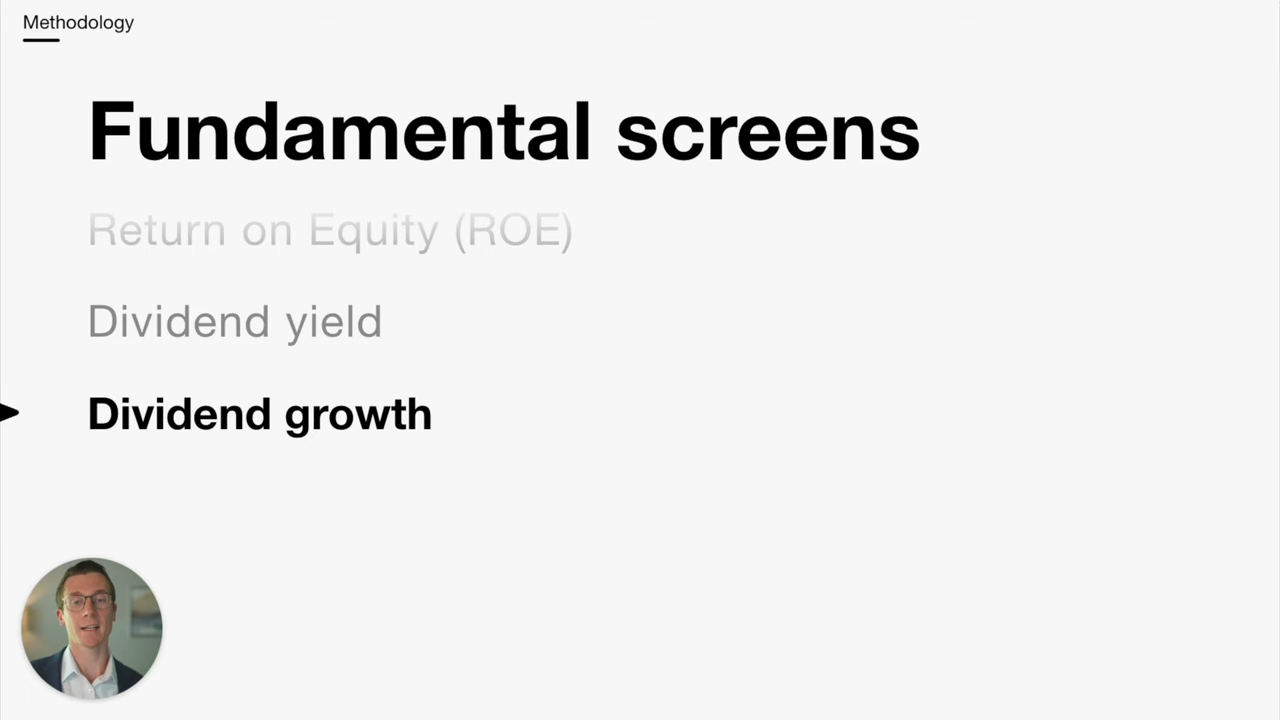 Methodology
Fundamental screens
Return on Equity (ROE)
Dividend yield
Dividend growth